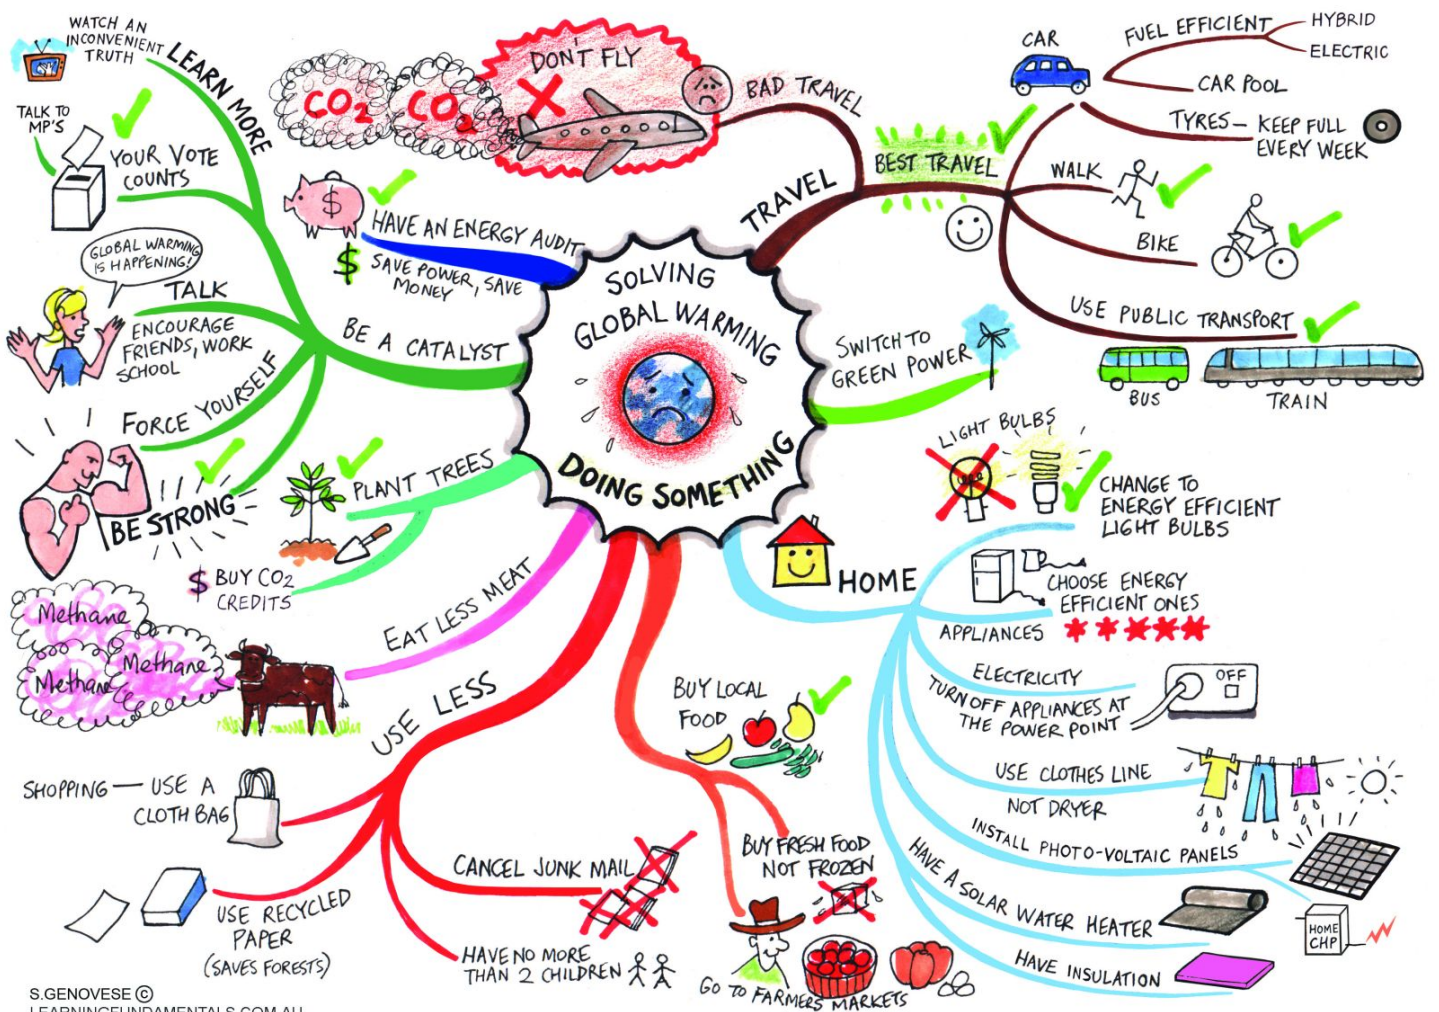 SOLVING
GLOBAL WARMING
DOING SOMETHING
TRAVEL
BAD TRAVEL
DON'T FLY
CO2
CO2
BEST TRAVEL
CAR
FUEL EFFICIENT
HYBRID
ELECTRIC
CAR POOL
TYRES — KEEP FULL
EVERY WEEK
WALK
BIKE
USE PUBLIC TRANSPORT
BUS
TRAIN
SWITCH TO
GREEN POWER
HOME
LIGHT BULBS
CHANGE TO
ENERGY EFFICIENT
LIGHT BULBS
APPLIANCES
CHOOSE ENERGY
EFFICIENT ONES
ELECTRICITY
TURN OFF APPLIANCES AT
THE POWER POINT
OFF
USE CLOTHES LINE
NOT DRYER
INSTALL PHOTO-VOLTAIC PANELS
HOME
CHP
HAVE A SOLAR WATER HEATER
HAVE INSULATION
BUY LOCAL
FOOD
BUY FRESH FOOD
NOT FROZEN
GO TO FARMERS MARKETS
USE LESS
SHOPPING — USE A
CLOTH BAG
USE RECYCLED
PAPER
(SAVES FORESTS)
CANCEL JUNK MAIL
HAVE NO MORE
THAN 2 CHILDREN
EAT LESS MEAT
Methane
Methane
Methane
PLANT TREES
$ BUY CO2
CREDITS
BE A CATALYST
LEARN MORE
WATCH AN
INCONVENIENT
TRUTH
YOUR VOTE
COUNTS
TALK TO
MP'S
TALK
GLOBAL WARMING
IS HAPPENING!
ENCOURAGE
FRIENDS, WORK
SCHOOL
FORCE YOURSELF
BE STRONG
HAVE AN ENERGY AUDIT
SAVE POWER, SAVE
MONEY
$
$
S.GENOVESE ©
LEARNINGFUNDAMENTALS.COM.AU